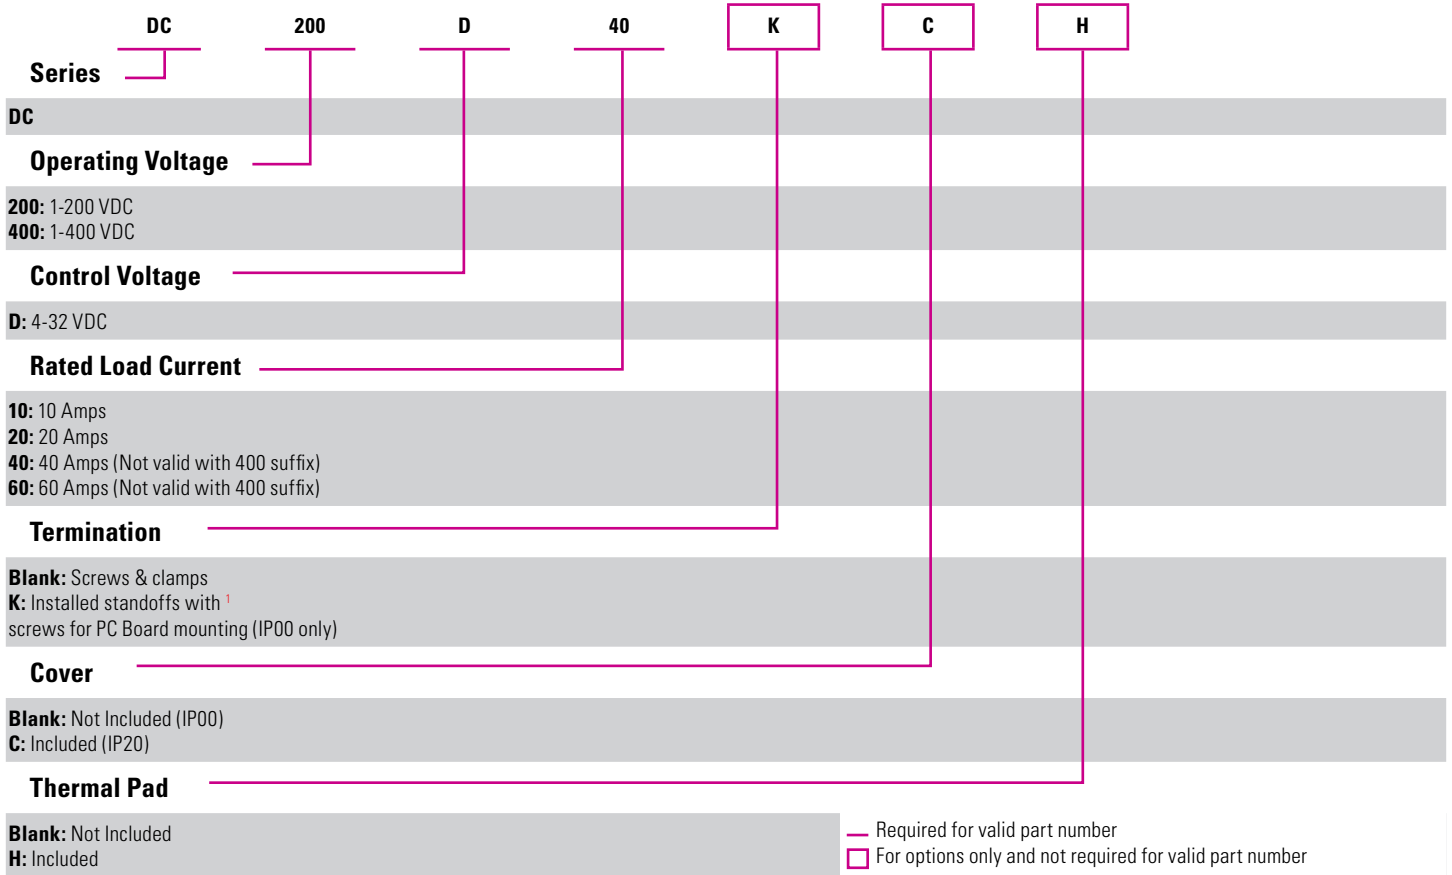 DC 200 D 40 K C H
Series
DC
Operating Voltage
200: 1-200 VDC
400: 1-400 VDC
Control Voltage
D: 4-32 VDC
Rated Load Current
10: 10 Amps
20: 20 Amps
40: 40 Amps (Not valid with 400 suffix)
60: 60 Amps (Not valid with 400 suffix)
Termination
Blank: Screws & clamps
K: Installed standoffs with 1
screws for PC Board mounting (IP00 only)
Cover
Blank: Not Included (IP00)
C: Included (IP20)
Thermal Pad
Blank: Not Included
H: Included
Required for valid part number
For options only and not required for valid part number